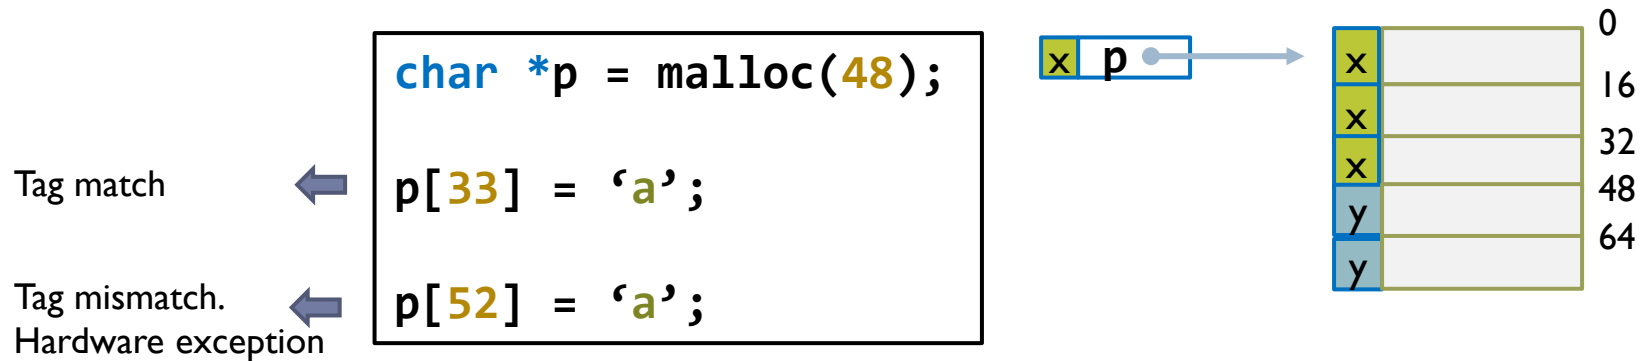 char *p = malloc(48);
Tag match
p[33] = ‘a’;
Tag mismatch.
Hardware exception
p[52] = ‘a’;
x p
x
x
x
y
y
0
16
32
48
64